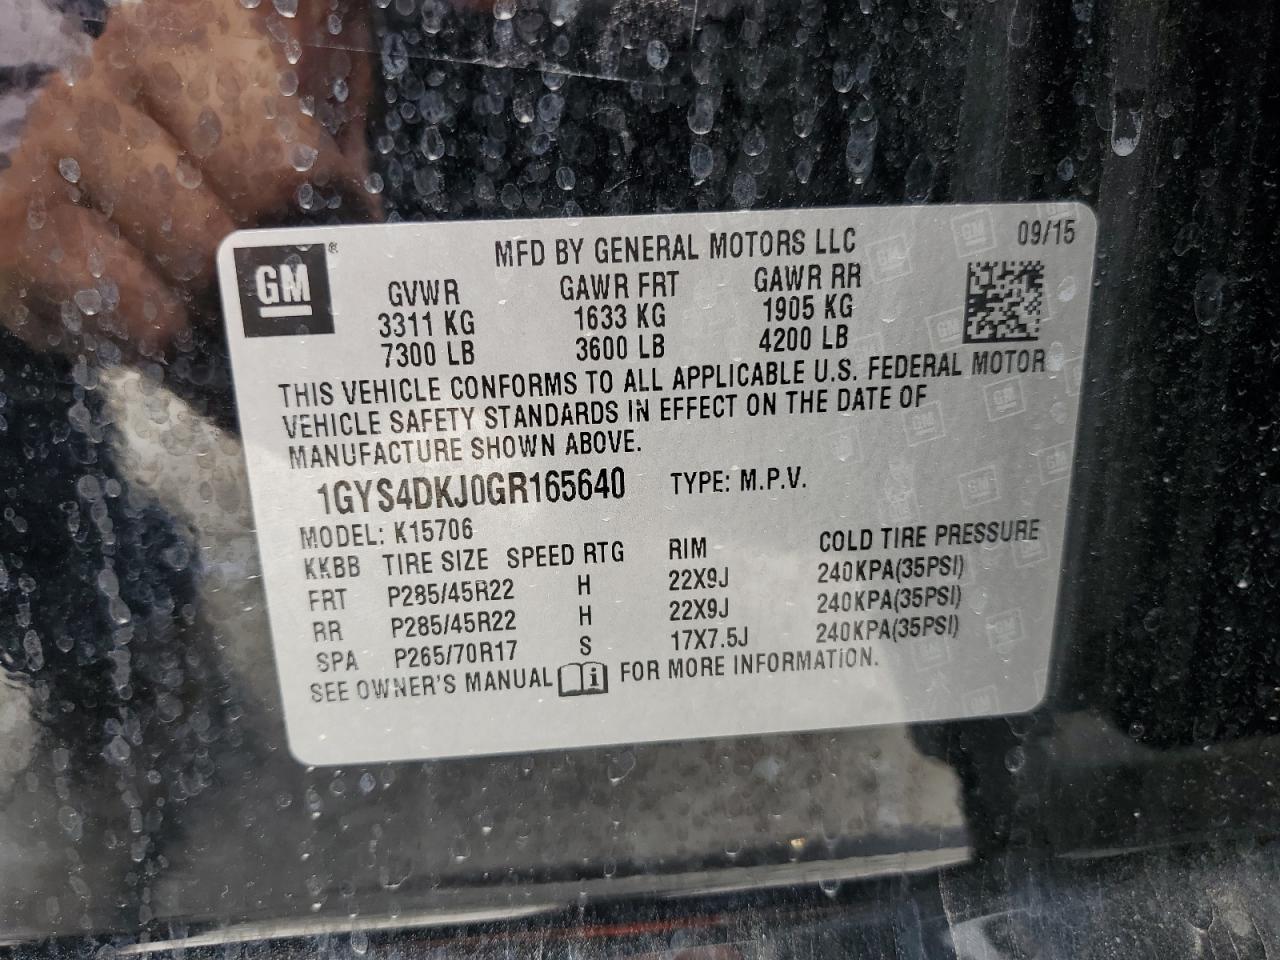 GM®
MFD BY GENERAL MOTORS LLC 09/15
GVWR GAWR FRT GAWR RR
3311 KG 1633 KG 1905 KG
7300 LB 3600 LB 4200 LB
THIS VEHICLE CONFORMS TO ALL APPLICABLE U.S. FEDERAL MOTOR
VEHICLE SAFETY STANDARDS IN EFFECT ON THE DATE OF
MANUFACTURE SHOWN ABOVE.
1GYS4DKJ0GR165640 TYPE: M.P.V.
MODEL: K15706
KKBB TIRE SIZE SPEED RTG RIM COLD TIRE PRESSURE
FRT P285/45R22 H 22X9J 240KPA(35PSI)
RR P285/45R22 H 22X9J 240KPA(35PSI)
SPA P265/70R17 S 17X7.5J 240KPA(35PSI)
SEE OWNER'S MANUAL i FOR MORE INFORMATION.